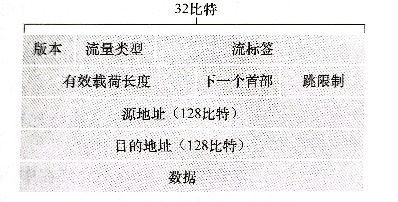 32比特
版本 流量类型 流标签
有效载荷长度 下一个首部 跳限制
源地址（128比特）
目的地址（128比特）
数据